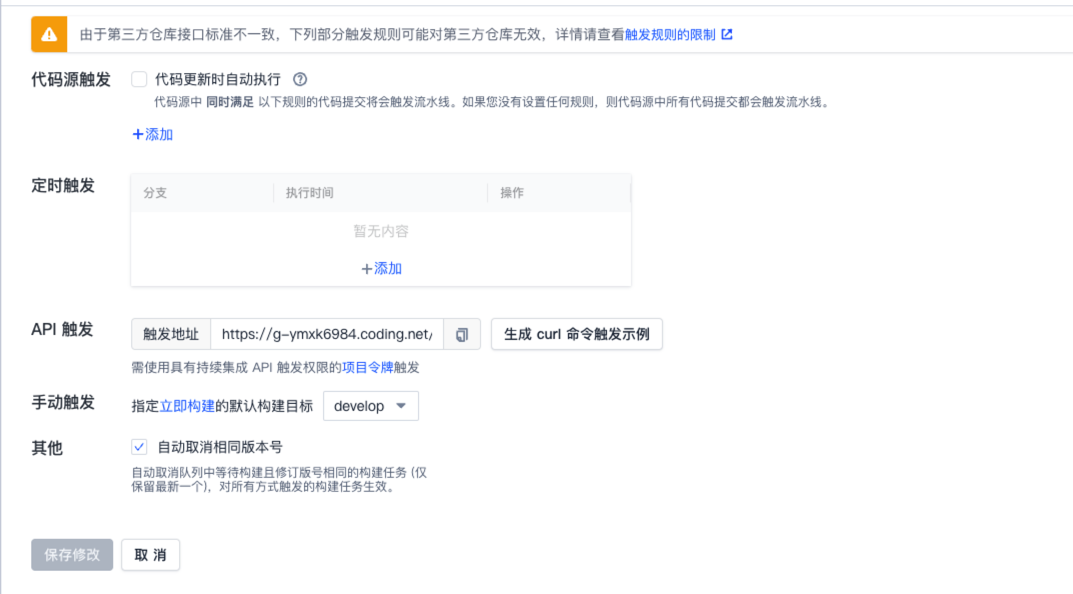 由于第三方仓库接口标准不一致，下列部分触发规则可能对第三方仓库无效，详情请查看触发规则的限制
代码源触发 代码更新时自动执行
代码源中 同时满足 以下规则的代码提交将会触发流水线。如果您没有设置任何规则，则代码源中所有代码提交都会触发流水线。
+添加
定时触发 分支 执行时间 操作
暂无内容
+添加
API 触发 触发地址 https://g-ymxk6984.coding.net/ 生成 curl 命令触发示例
需使用具有持续集成 API 触发权限的项目令牌触发
手动触发 指定立即构建的默认构建目标 develop
其他 自动取消相同版本号
自动取消队列中等待构建且修订版号相同的构建任务 (仅
保留最新一个)，对所有方式触发的构建任务生效。
保存修改 取 消